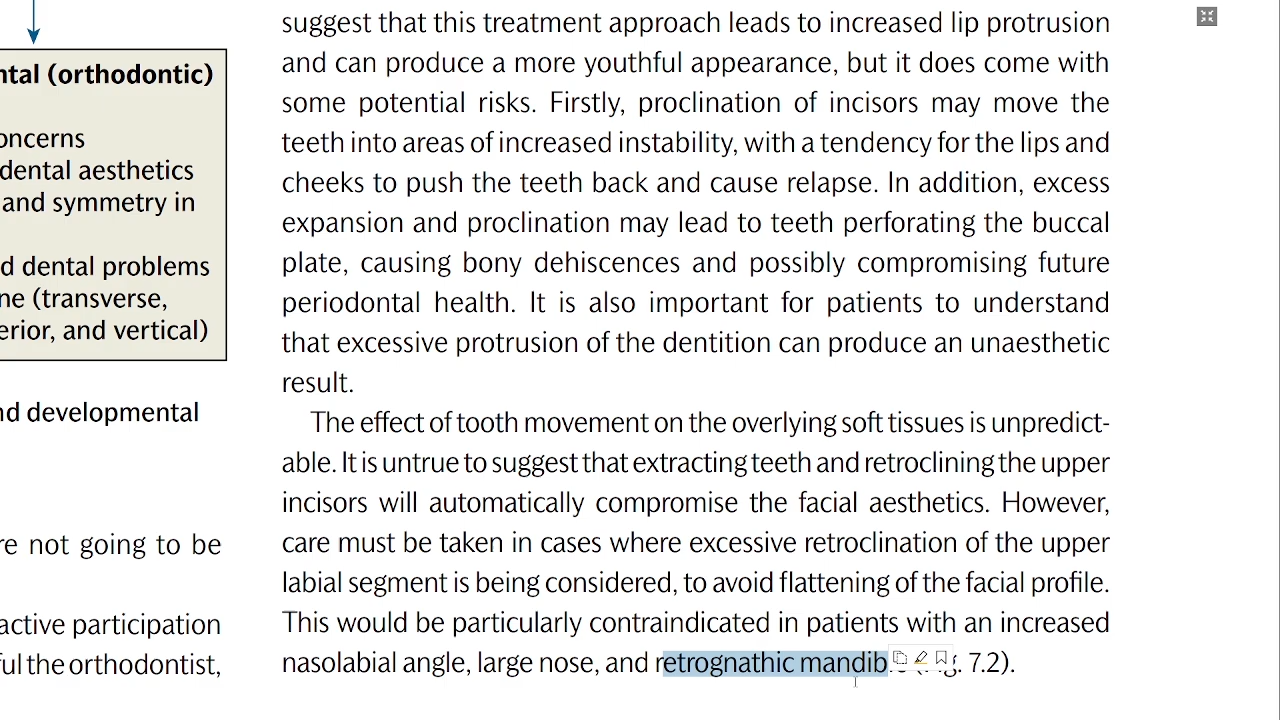 ntal (orthodontic)
oncerns
dental aesthetics
and symmetry in
d dental problems
ne (transverse,
erior, and vertical)
nd developmental
re not going to be
active participation
ful the orthodontist,
suggest that this treatment approach leads to increased lip protrusion
and can produce a more youthful appearance, but it does come with
some potential risks. Firstly, proclination of incisors may move the
teeth into areas of increased instability, with a tendency for the lips and
cheeks to push the teeth back and cause relapse. In addition, excess
expansion and proclination may lead to teeth perforating the buccal
plate, causing bony dehiscences and possibly compromising future
periodontal health. It is also important for patients to understand
that excessive protrusion of the dentition can produce an unaesthetic
result.
The effect of tooth movement on the overlying soft tissues is unpredict-
able. It is untrue to suggest that extracting teeth and retroclining the upper
incisors will automatically compromise the facial aesthetics. However,
care must be taken in cases where excessive retroclination of the upper
labial segment is being considered, to avoid flattening of the facial profile.
This would be particularly contraindicated in patients with an increased
nasolabial angle, large nose, and retrognathic mandib 7.2).